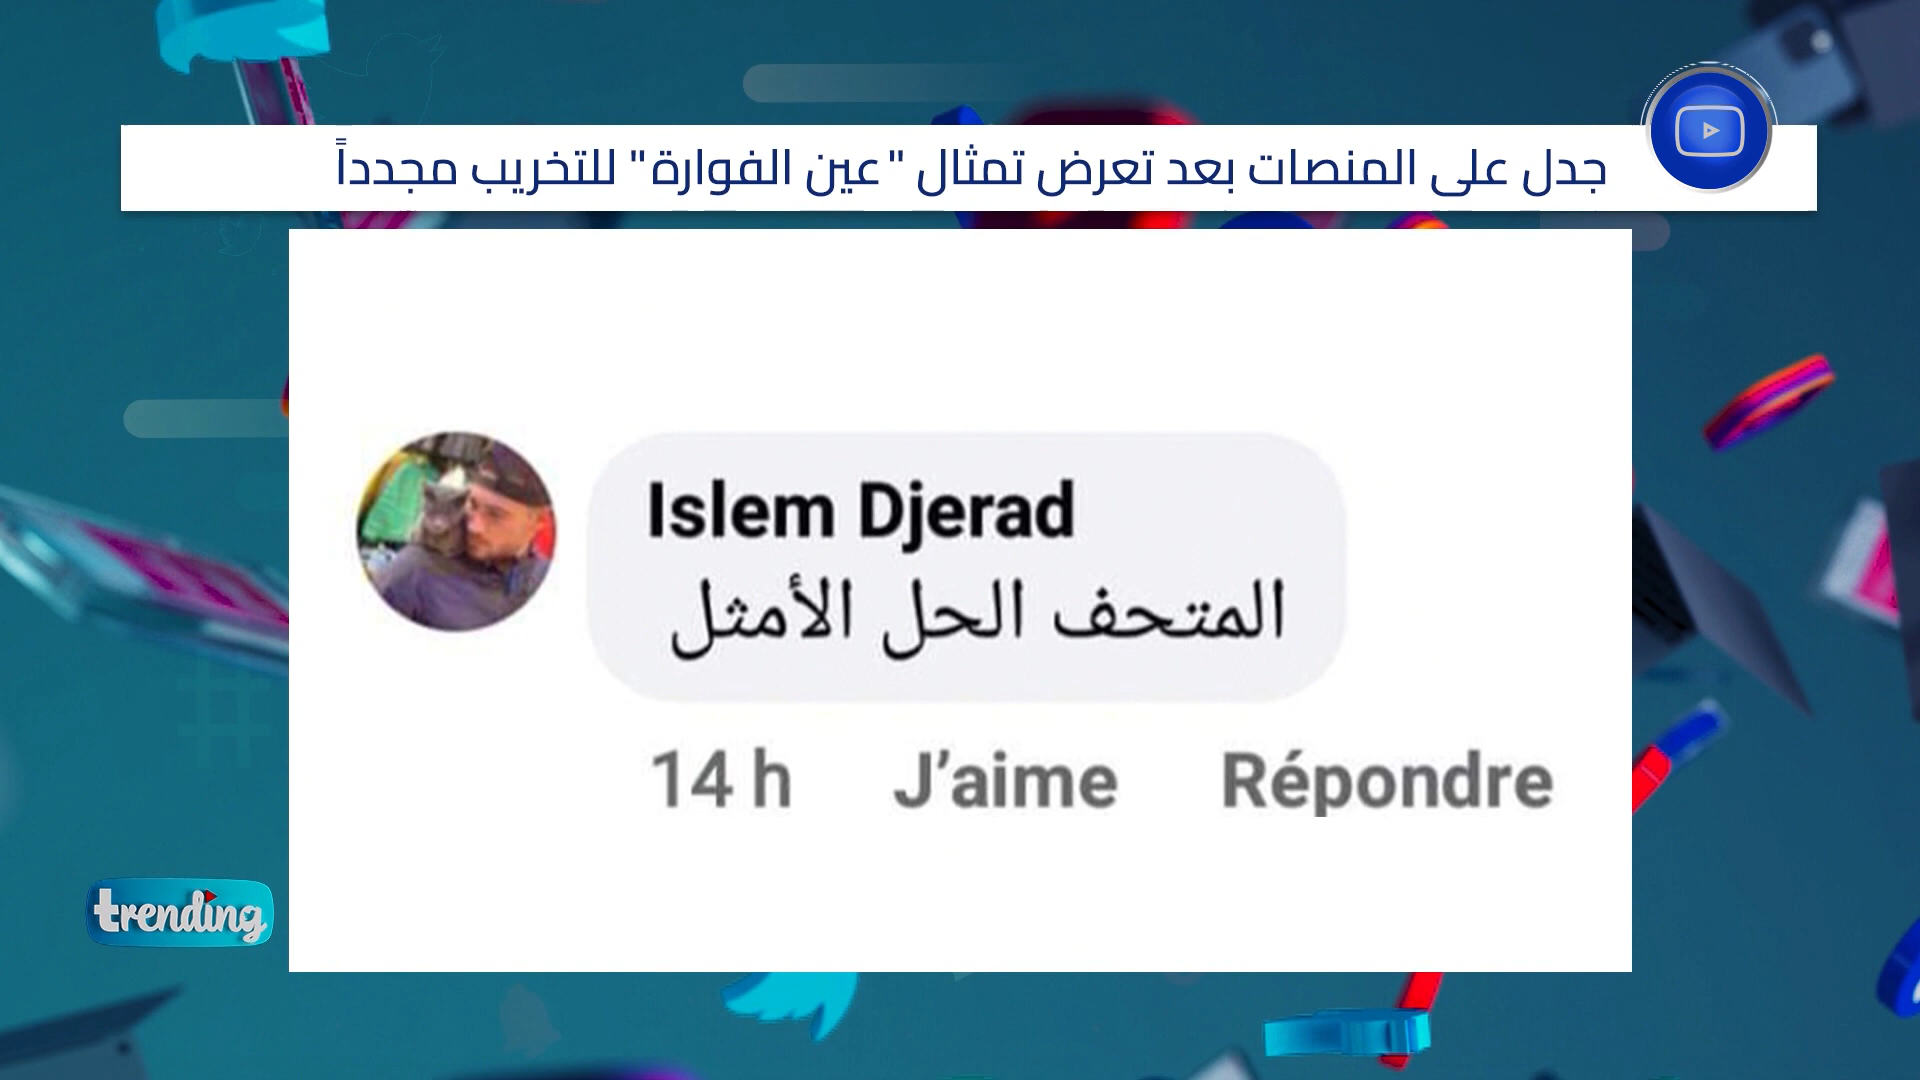 جدل على المنصات بعد تعرض تمثال "عين الفوارة" للتخريب مجدداً
Islem Djerad
المتحف الحل الأمثل
14 h J’aime Répondre
trending